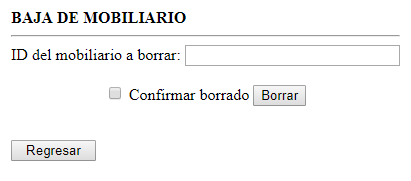 BAJA DE MOBILIARIO
ID del mobiliario a borrar:
Confirmar borrado Borrar
Regresar